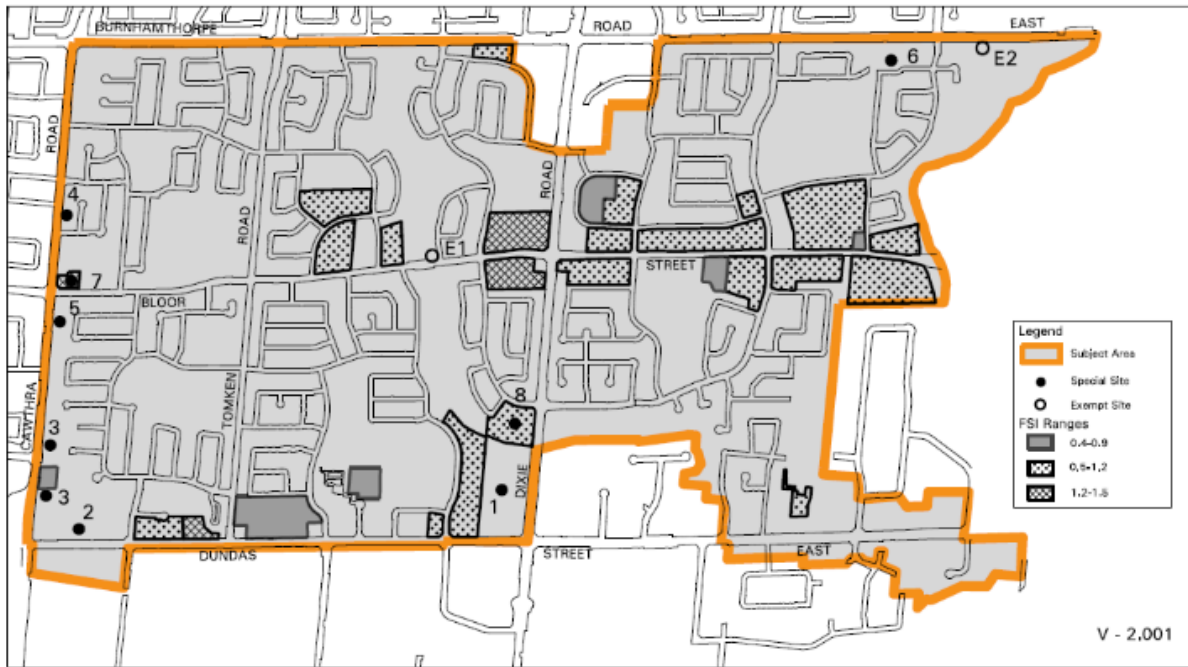 BURNHAMTHORPE
ROAD
EAST
6
E2
ROAD
4
ROAD
ROAD
E1
7
STREET
BLOOR
5
Legend
Subject Area
Special Site
Exempt Site
FSI Ranges
0.4-0.9
0.5-1.2
1.2-1.5
TOMKEN
CAWTHRA
8
3
3
DIXIE
1
2
DUNDAS
STREET
EAST
V - 2.001